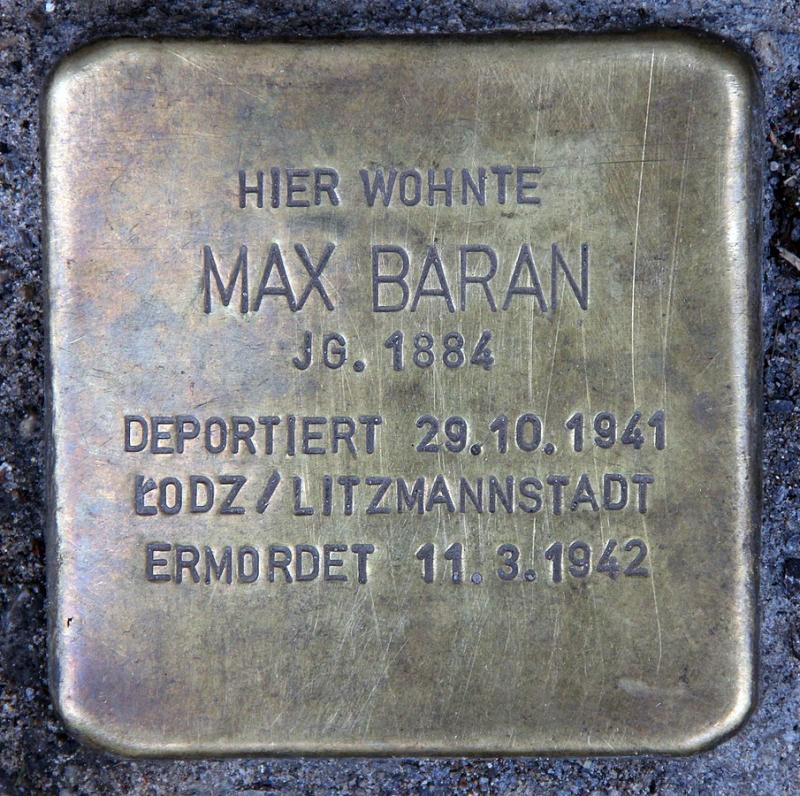 HIER WOHNTE
MAX BARAN
JG. 1884
DEPORTIERT 29.10.1941
ŁODZ/LITZMANNSTADT
ERMORDET 11.3.1942